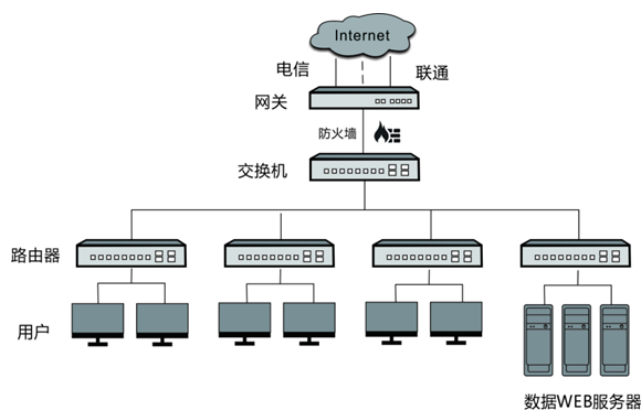 Internet
电信
联通
网关
防火墙
交换机
路由器
用户
数据WEB服务器